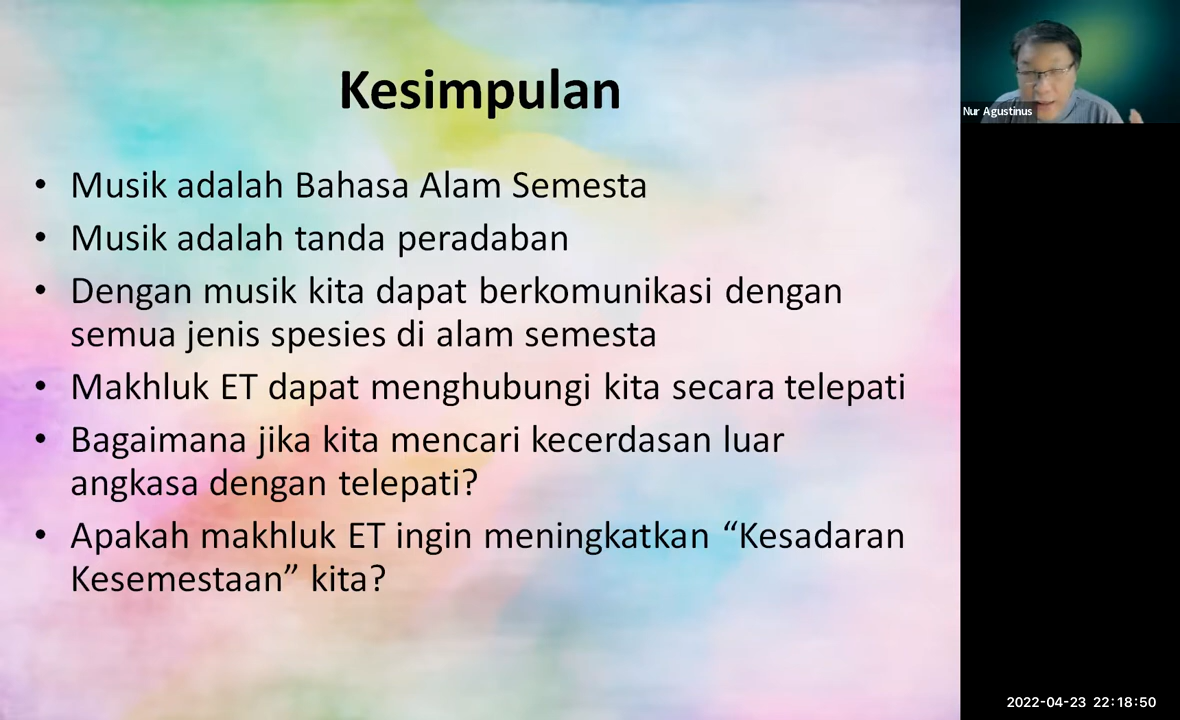 Kesimpulan
• Musik adalah Bahasa Alam Semesta
• Musik adalah tanda peradaban
• Dengan musik kita dapat berkomunikasi dengan
semua jenis spesies di alam semesta
• Makhluk ET dapat menghubungi kita secara telepati
• Bagaimana jika kita mencari kecerdasan luar
angkasa dengan telepati?
• Apakah makhluk ET ingin meningkatkan “Kesadaran
Kesemestaan” kita?
Nur Agustinus
2022-04-23 22:18:50